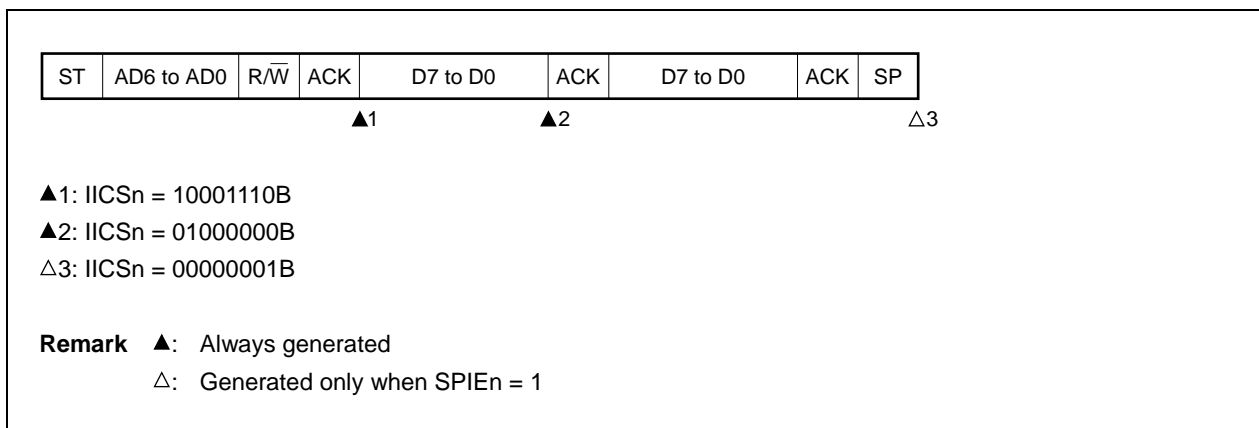 ST AD6 to AD0 R/W̅ ACK D7 to D0 ACK D7 to D0 ACK SP
▲1 ▲2 △3
▲1: IICSn = 10001110B
▲2: IICSn = 01000000B
△3: IICSn = 00000001B
Remark ▲: Always generated
△: Generated only when SPIEn = 1